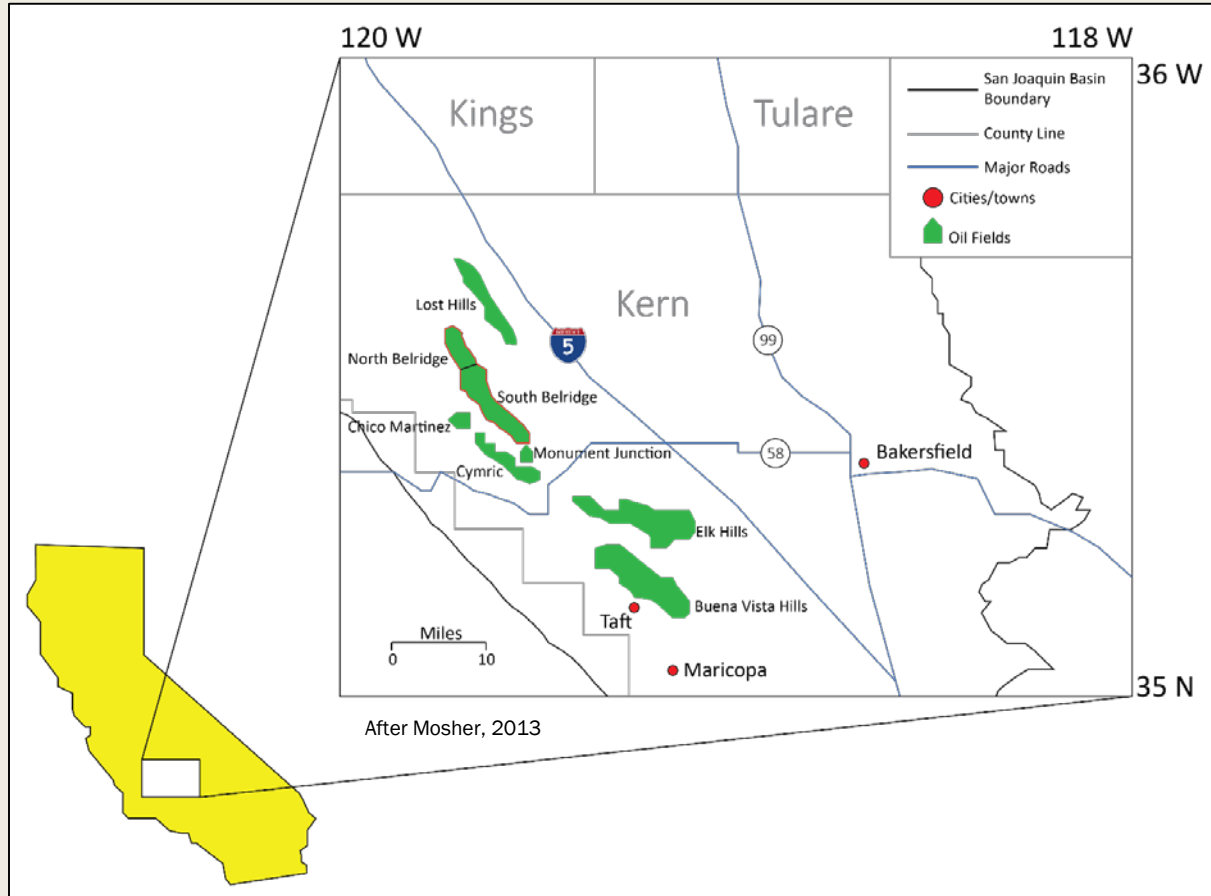 120 W
118 W
36 W
Kings
Tulare
San Joaquin Basin
Boundary
County Line
Major Roads
Cities/towns
Oil Fields
Lost Hills
Kern
5
99
North Belridge
South Belridge
Chico Martinez
Monument Junction
58
Bakersfield
Cymric
Elk Hills
Buena Vista Hills
Taft
Miles
0 10
Maricopa
35 N
After Mosher, 2013